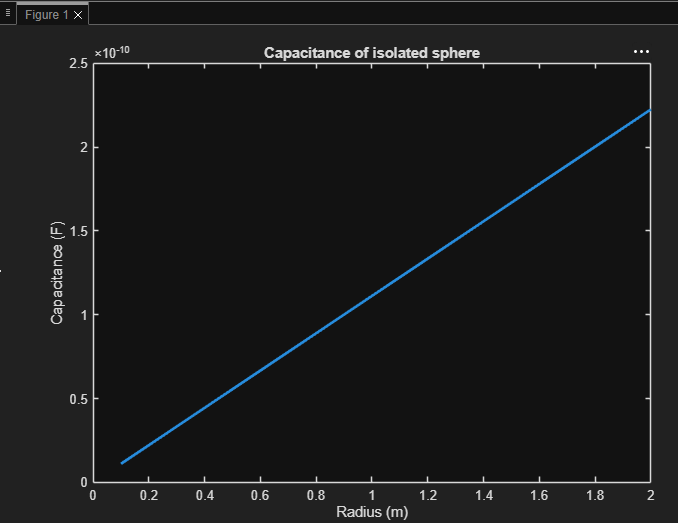 Figure 1
×10⁻¹⁰
Capacitance of isolated sphere
2.5
2
1.5
1
0.5
0
Capacitance (F)
0 0.2 0.4 0.6 0.8 1 1.2 1.4 1.6 1.8 2
Radius (m)